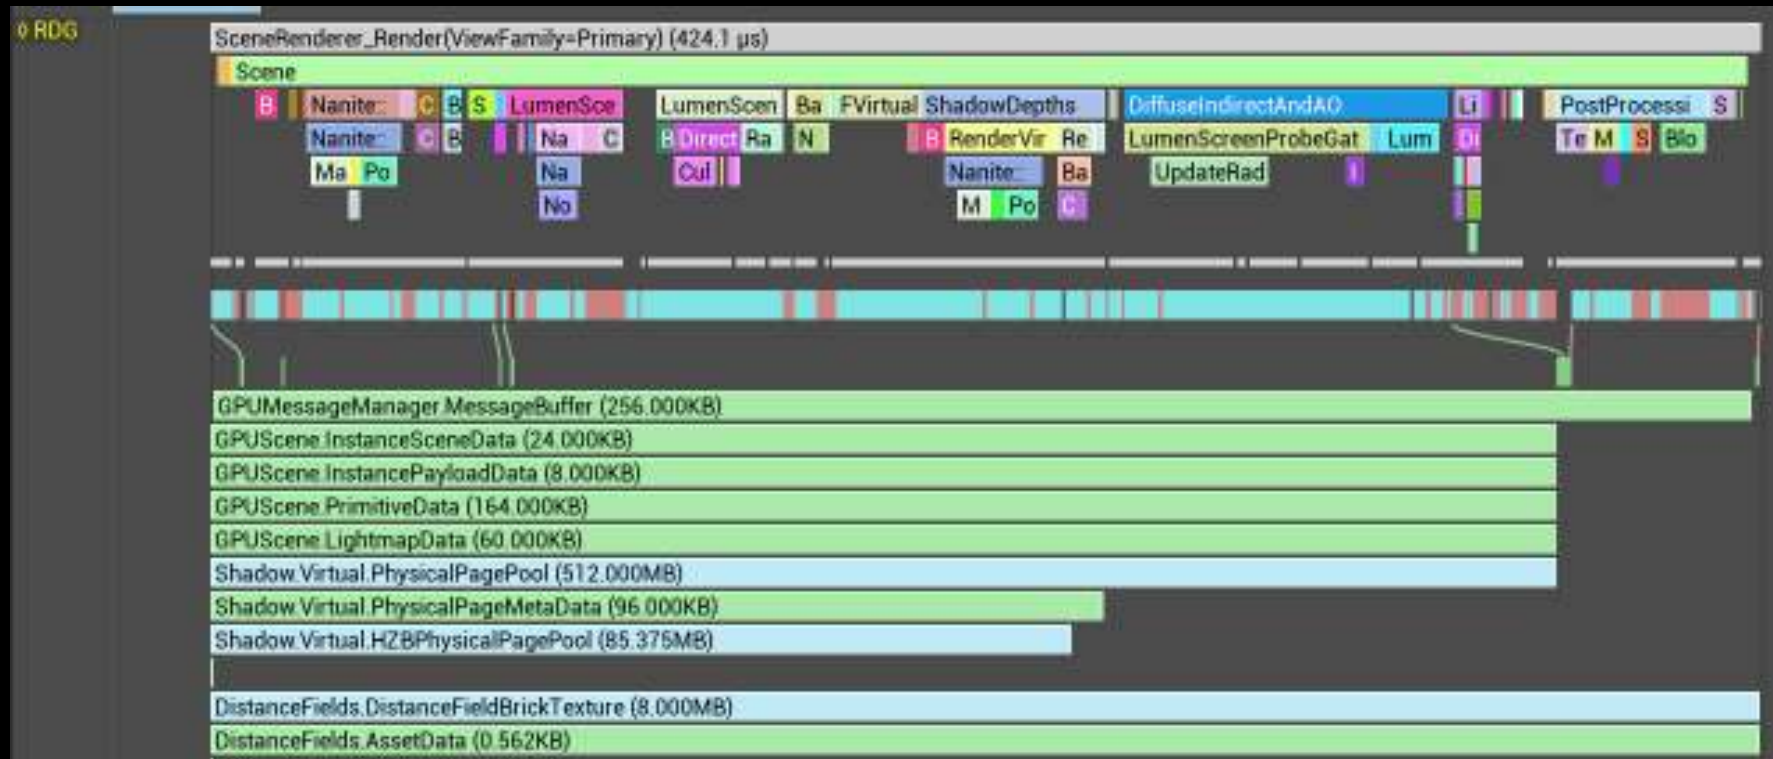 ◊ RDG
SceneRenderer_Render(ViewFamily=Primary) (424.1 µs)
Scene
B Nanite:: C B S LumenSce LumenScen Ba FVirtual ShadowDepths DiffuseIndirectAndAO Li PostProcessi S
Nanite:: C B Na C B Direct Ra N B RenderVir Re LumenScreenProbeGat Lum Di Te M S Blo
Ma Po Na Cul Nanite:: Ba UpdateRad I
No M Po C
GPUMessageManager.MessageBuffer (256.000KB)
GPUScene.InstanceSceneData (24.000KB)
GPUScene.InstancePayloadData (8.000KB)
GPUScene.PrimitiveData (164.000KB)
GPUScene.LightmapData (60.000KB)
Shadow.Virtual.PhysicalPagePool (512.000MB)
Shadow.Virtual.PhysicalPageMetaData (96.000KB)
Shadow.Virtual.HZBPhysicalPagePool (85.375MB)
DistanceFields.DistanceFieldBrickTexture (8.000MB)
DistanceFields.AssetData (0.562KB)